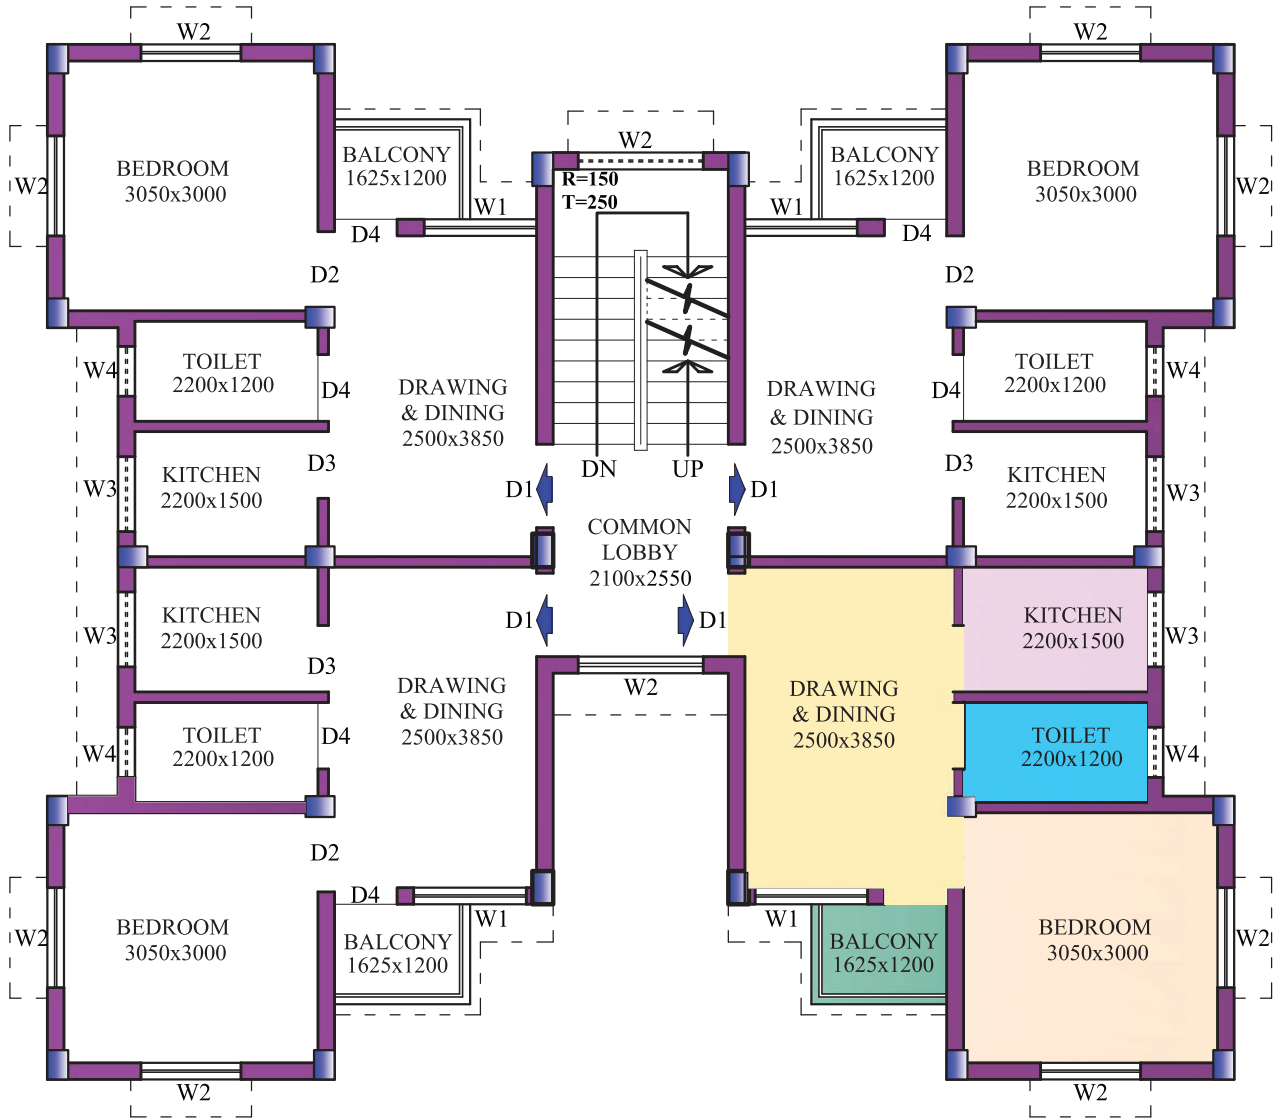 W2
W2
W2
BEDROOM
3050x3000
BALCONY
1625x1200
R=150
T=250
BALCONY
1625x1200
BEDROOM
3050x3000
W2
W2
W1
W1
D4
D4
D2
D2
TOILET
2200x1200
W4
D4
DRAWING
& DINING
2500x3850
DRAWING
& DINING
2500x3850
D4
TOILET
2200x1200
W4
KITCHEN
2200x1500
W3
D3
D1
DN
UP
D1
D3
KITCHEN
2200x1500
W3
COMMON
LOBBY
2100x2550
KITCHEN
2200x1500
W3
D3
D1
D1
KITCHEN
2200x1500
W3
DRAWING
& DINING
2500x3850
W2
DRAWING
& DINING
2500x3850
TOILET
2200x1200
W4
D4
TOILET
2200x1200
W4
D2
D4
W1
W1
BEDROOM
3050x3000
W2
BALCONY
1625x1200
BALCONY
1625x1200
BEDROOM
3050x3000
W2
W2
W2